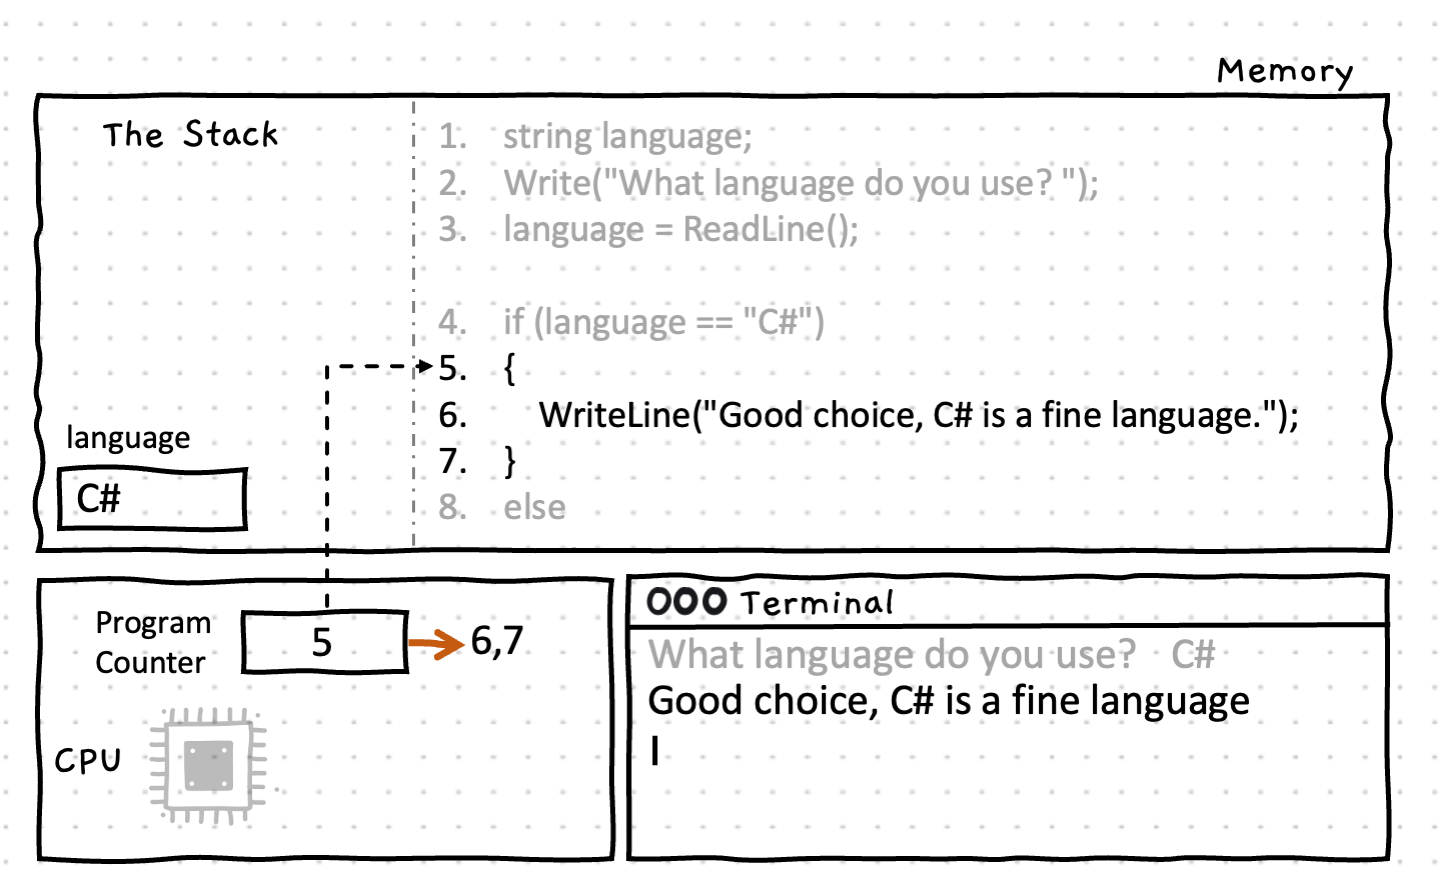 Memory
The Stack
1. string language;
2. Write("What language do you use? ");
3. language = ReadLine();
4. if (language == "C#")
5. {
6. WriteLine("Good choice, C# is a fine language.");
7. }
8. else
language
C#
Program
Counter
5
6,7
CPU
Terminal
What language do you use? C#
Good choice, C# is a fine language